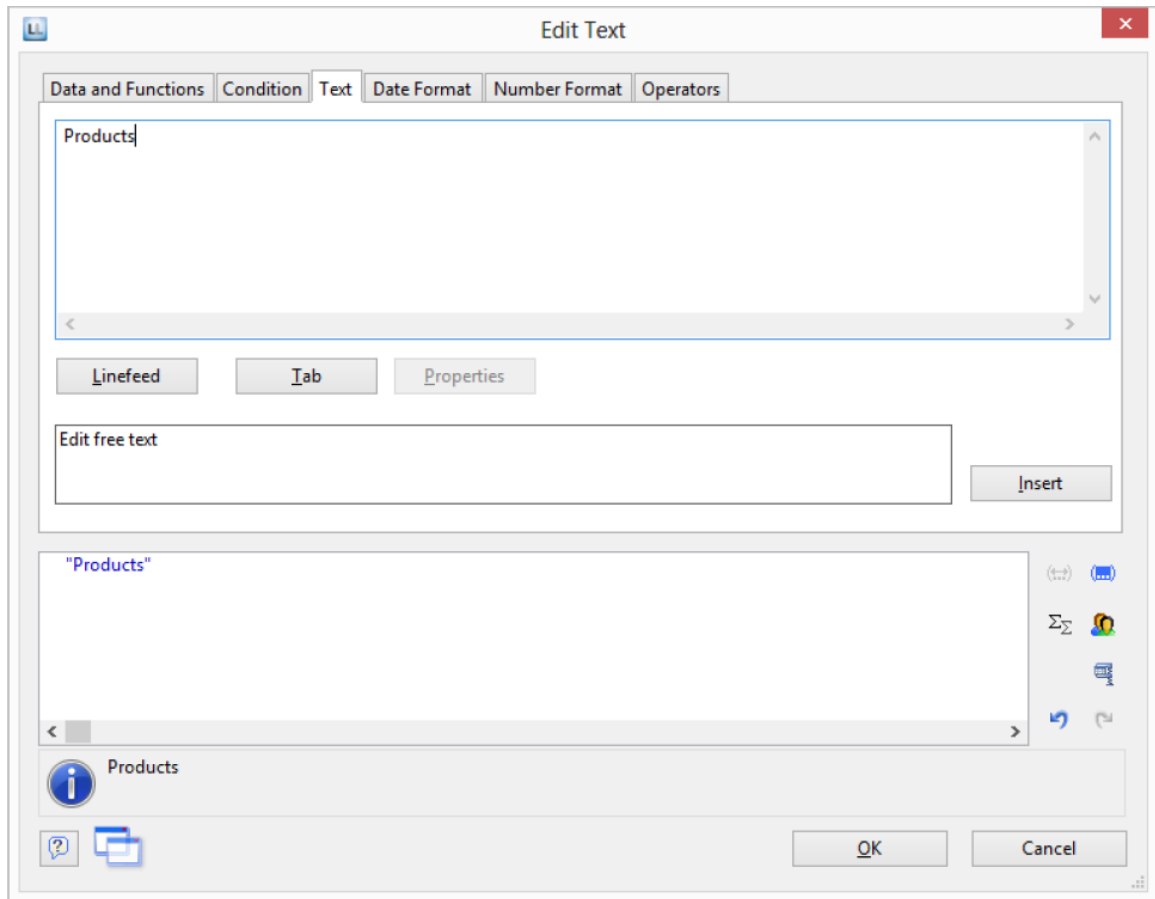 Edit Text
Data and Functions Condition Text Date Format Number Format Operators
Products
Linefeed Tab Properties
Edit free text
Insert
"Products"
Products
OK Cancel